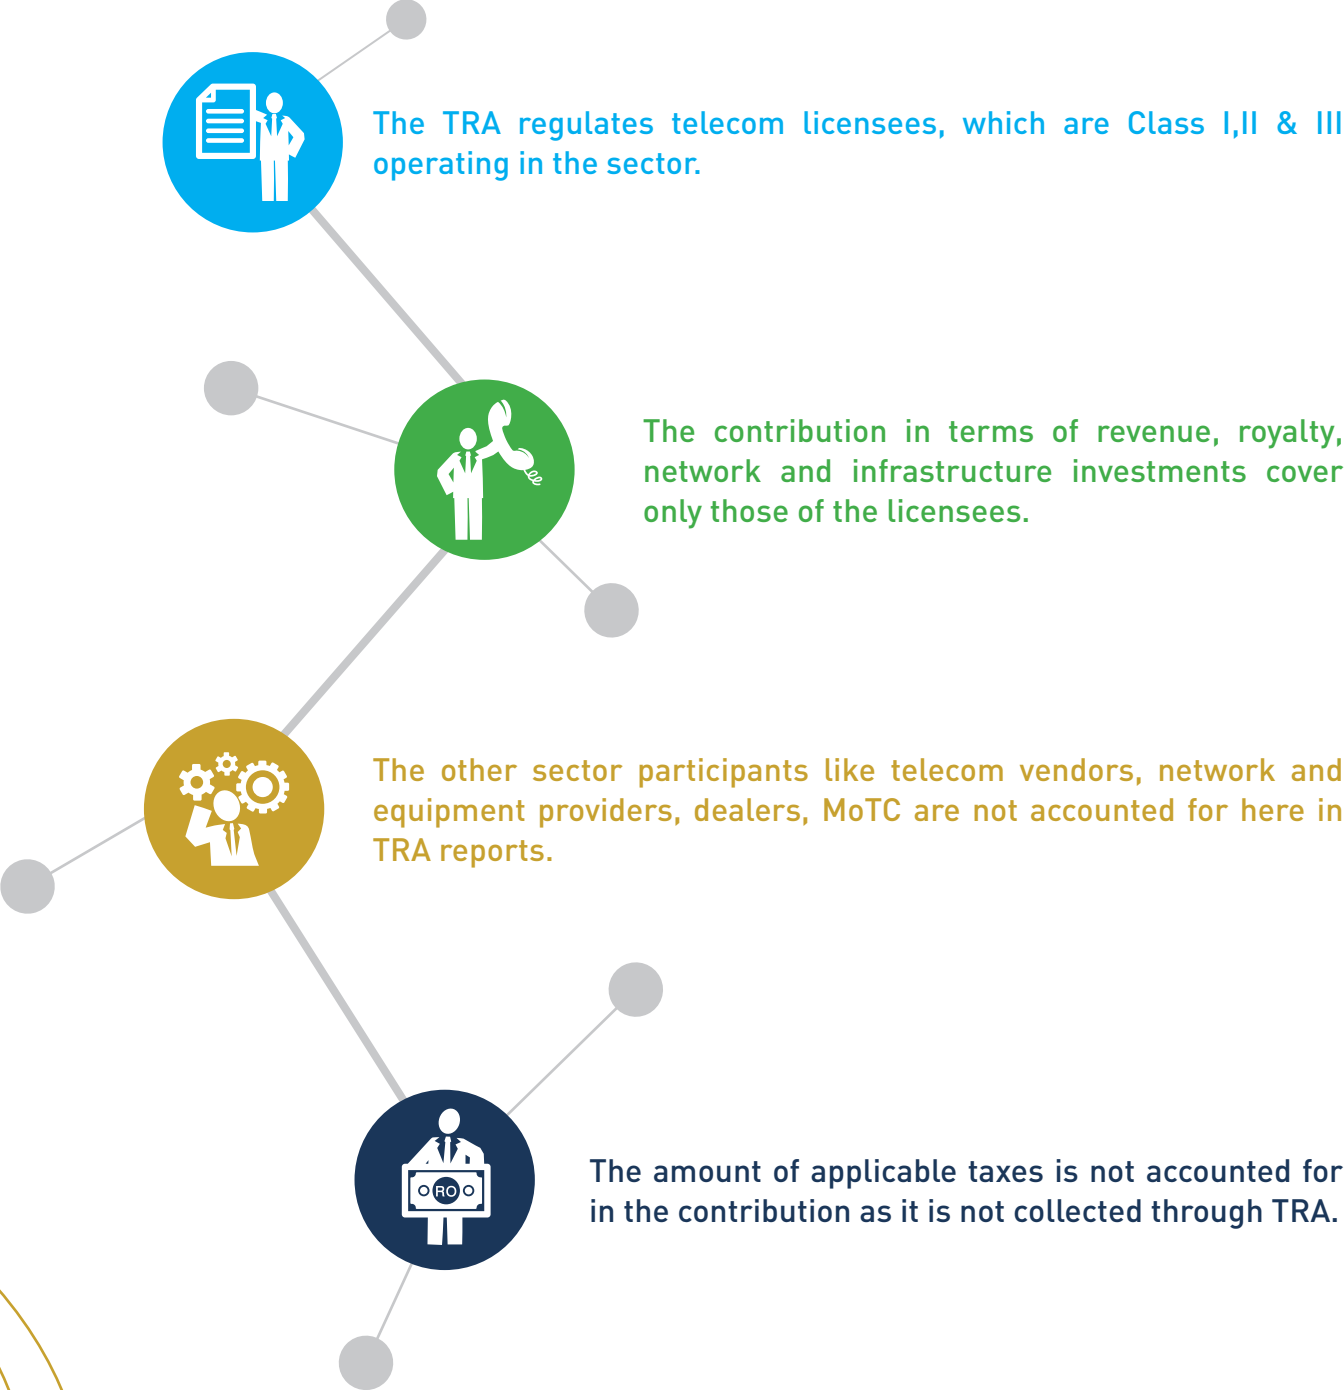 The TRA regulates telecom licensees, which are Class I,II & III
operating in the sector.
The contribution in terms of revenue, royalty,
network and infrastructure investments cover
only those of the licensees.
The other sector participants like telecom vendors, network and
equipment providers, dealers, MoTC are not accounted for here in
TRA reports.
RO
The amount of applicable taxes is not accounted for
in the contribution as it is not collected through TRA.